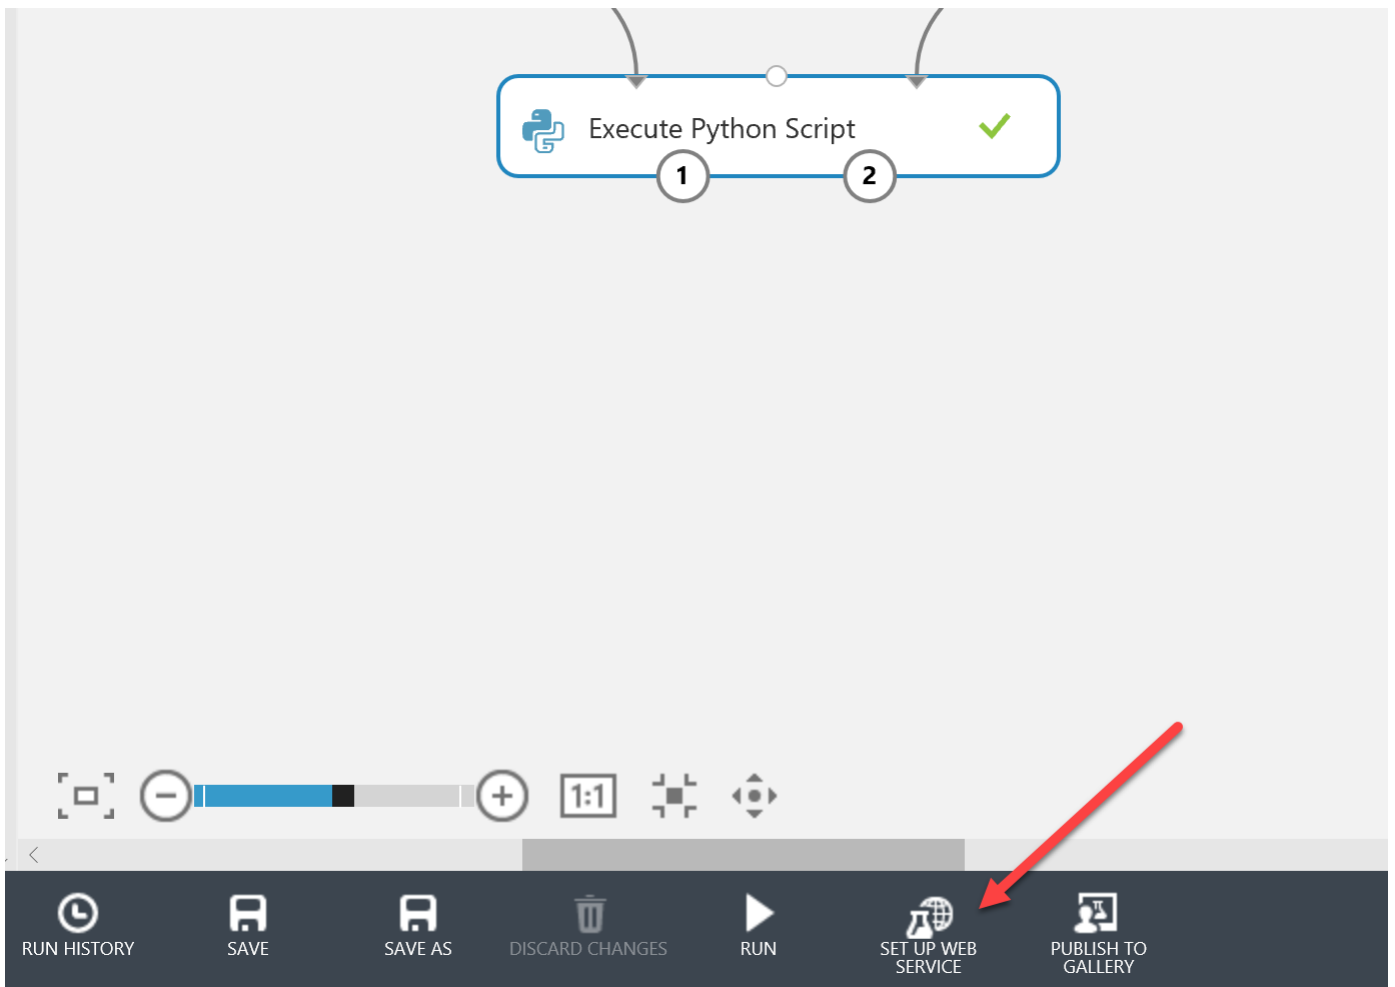 Execute Python Script
1 2
1:1
RUN HISTORY
SAVE
SAVE AS
DISCARD CHANGES
RUN
SET UP WEB
SERVICE
PUBLISH TO
GALLERY